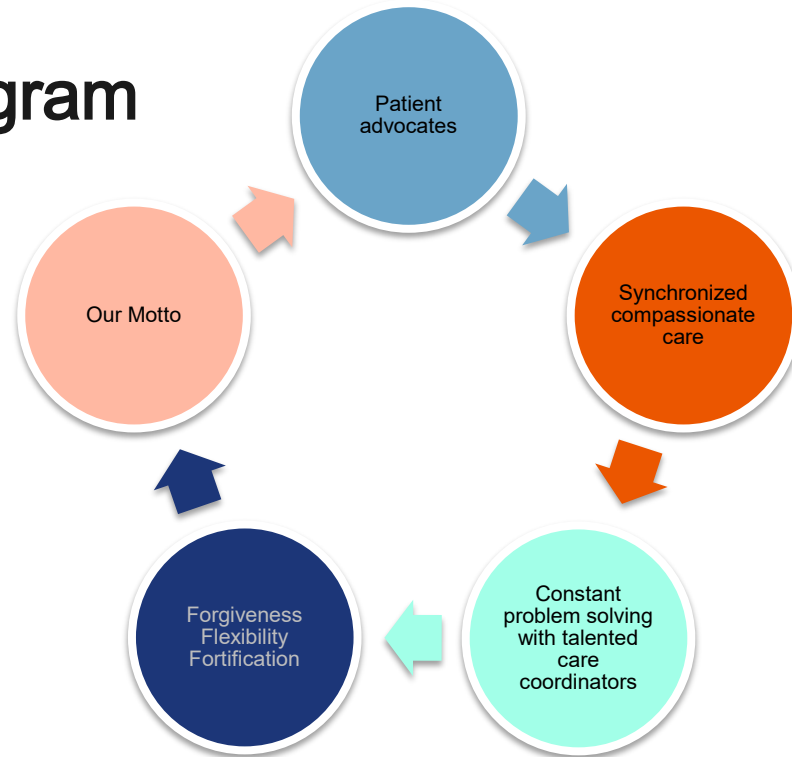 gram
Patient
advocates
Synchronized
compassionate
care
Constant
problem solving
with talented
care
coordinators
Forgiveness
Flexibility
Fortification
Our Motto